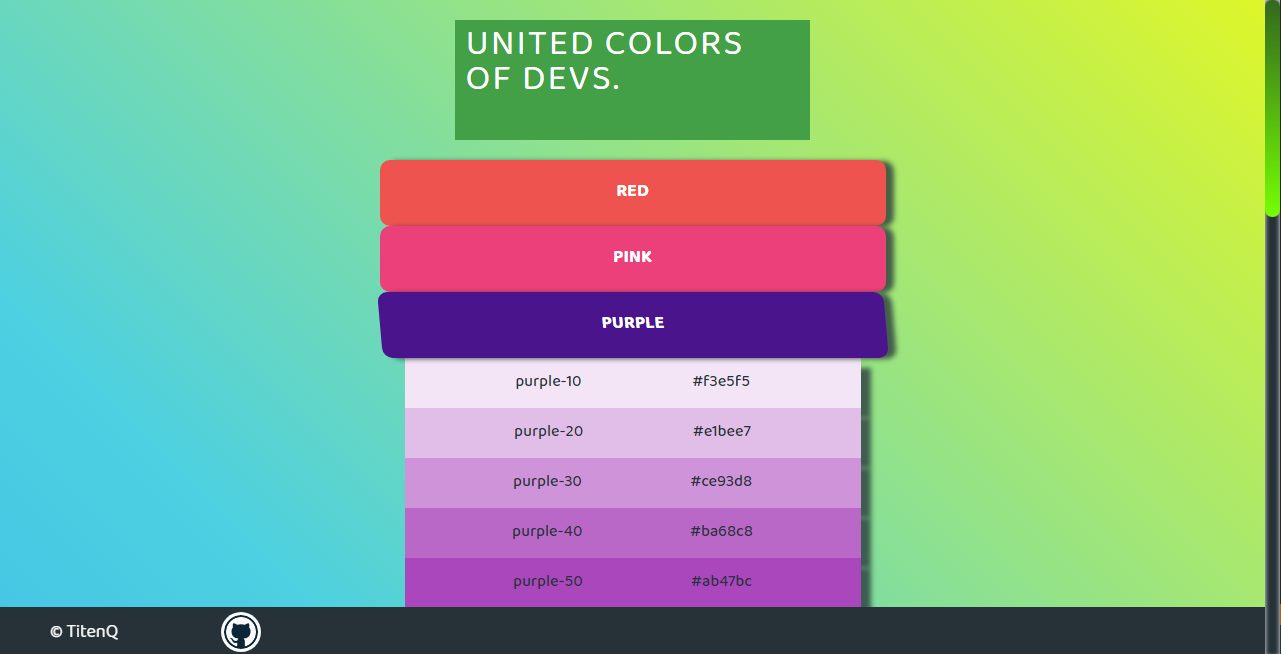 UNITED COLORS
OF DEVS.
RED
PINK
PURPLE
purple-10 #f3e5f5
purple-20 #e1bee7
purple-30 #ce93d8
purple-40 #ba68c8
purple-50 #ab47bc
© TitenQ